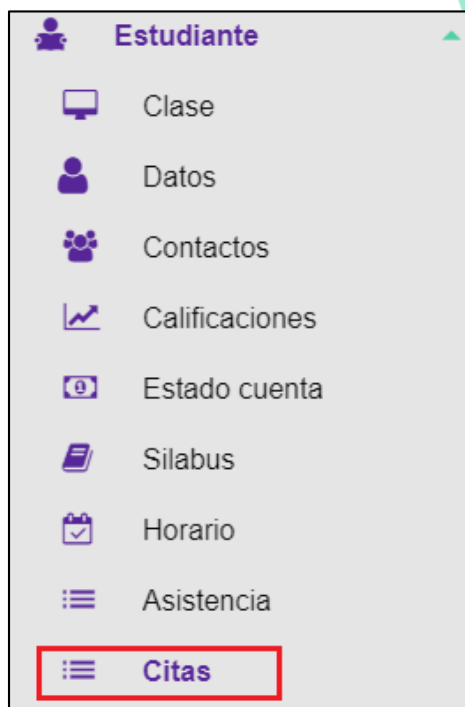 Estudiante
Clase
Datos
Contactos
Calificaciones
Estado cuenta
Silabus
Horario
Asistencia
Citas